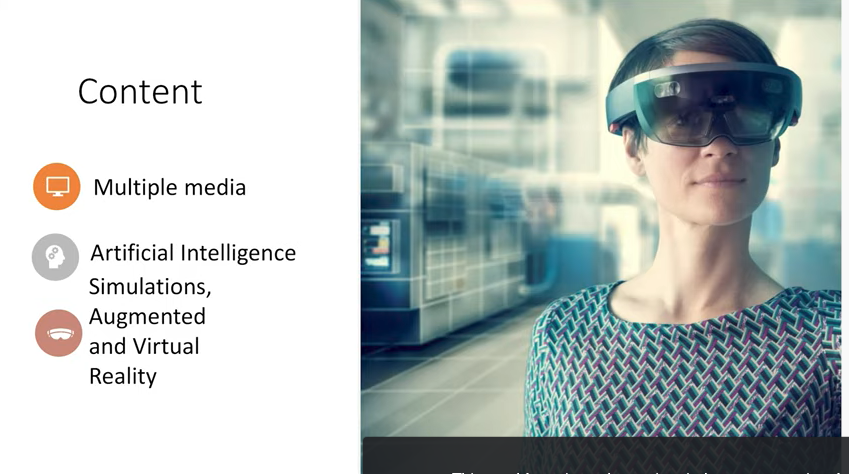 Content
Multiple media
Artificial Intelligence
Simulations,
Augmented
and Virtual
Reality